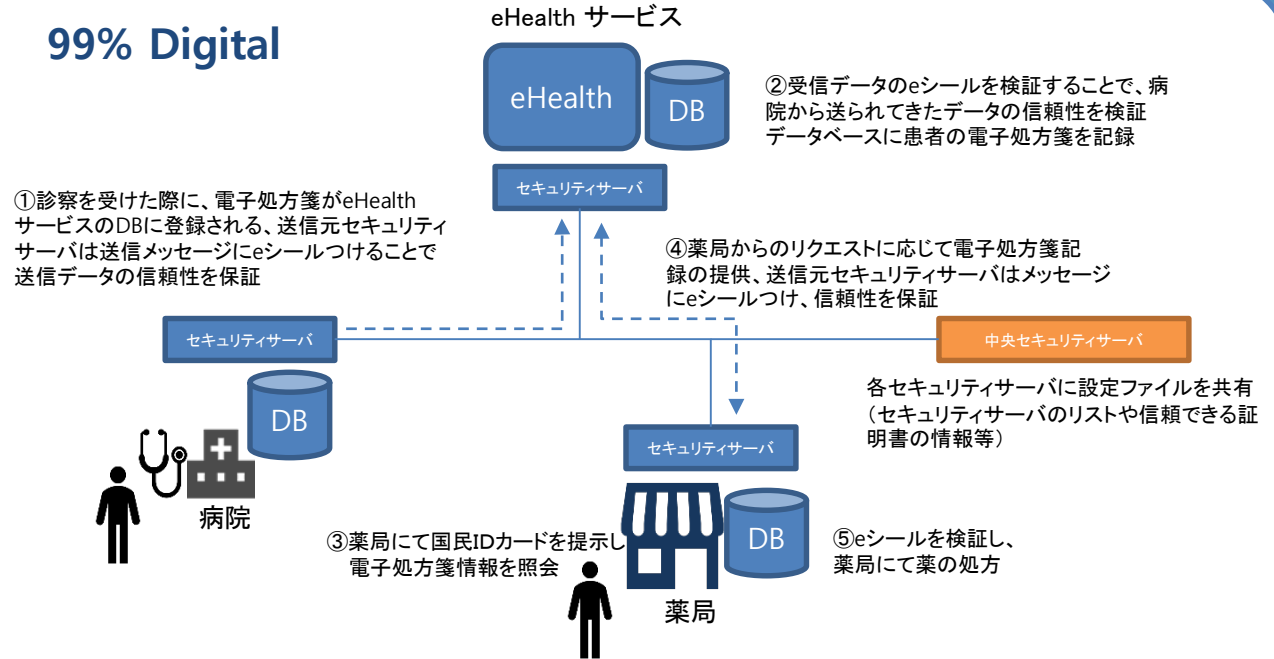 99% Digital
eHealth サービス
eHealth
DB
②受信データのeシールを検証することで、病
院から送られてきたデータの信頼性を検証
データベースに患者の電子処方箋を記録
セキュリティサーバ
①診察を受けた際に、電子処方箋がeHealth
サービスのDBに登録される、送信元セキュリティ
サーバは送信メッセージにeシールつけることで
送信データの信頼性を保証
④薬局からのリクエストに応じて電子処方箋記
録の提供、送信元セキュリティサーバはメッセージ
にeシールつけ、信頼性を保証
セキュリティサーバ
中央セキュリティサーバ
各セキュリティサーバに設定ファイルを共有
(セキュリティサーバのリストや信頼できる証
明書の情報等)
DB
病院
セキュリティサーバ
③薬局にて国民IDカードを提示し
電子処方箋情報を照会
DB
⑤eシールを検証し、
薬局にて薬の処方
薬局